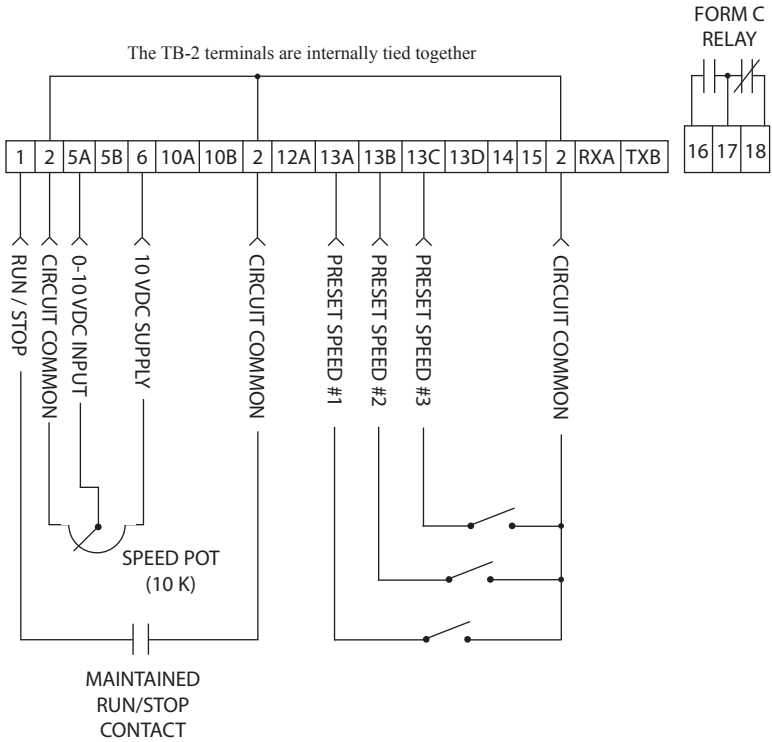 FORM C
RELAY
The TB-2 terminals are internally tied together
1 2 5A 5B 6 10A 10B 2 12A 13A 13B 13C 13D 14 15 2 RXA TXB
16 17 18
RUN / STOP
CIRCUIT COMMON
0-10 VDC INPUT
10 VDC SUPPLY
CIRCUIT COMMON
PRESET SPEED #1
PRESET SPEED #2
PRESET SPEED #3
CIRCUIT COMMON
SPEED POT
(10 K)
MAINTAINED
RUN/STOP
CONTACT